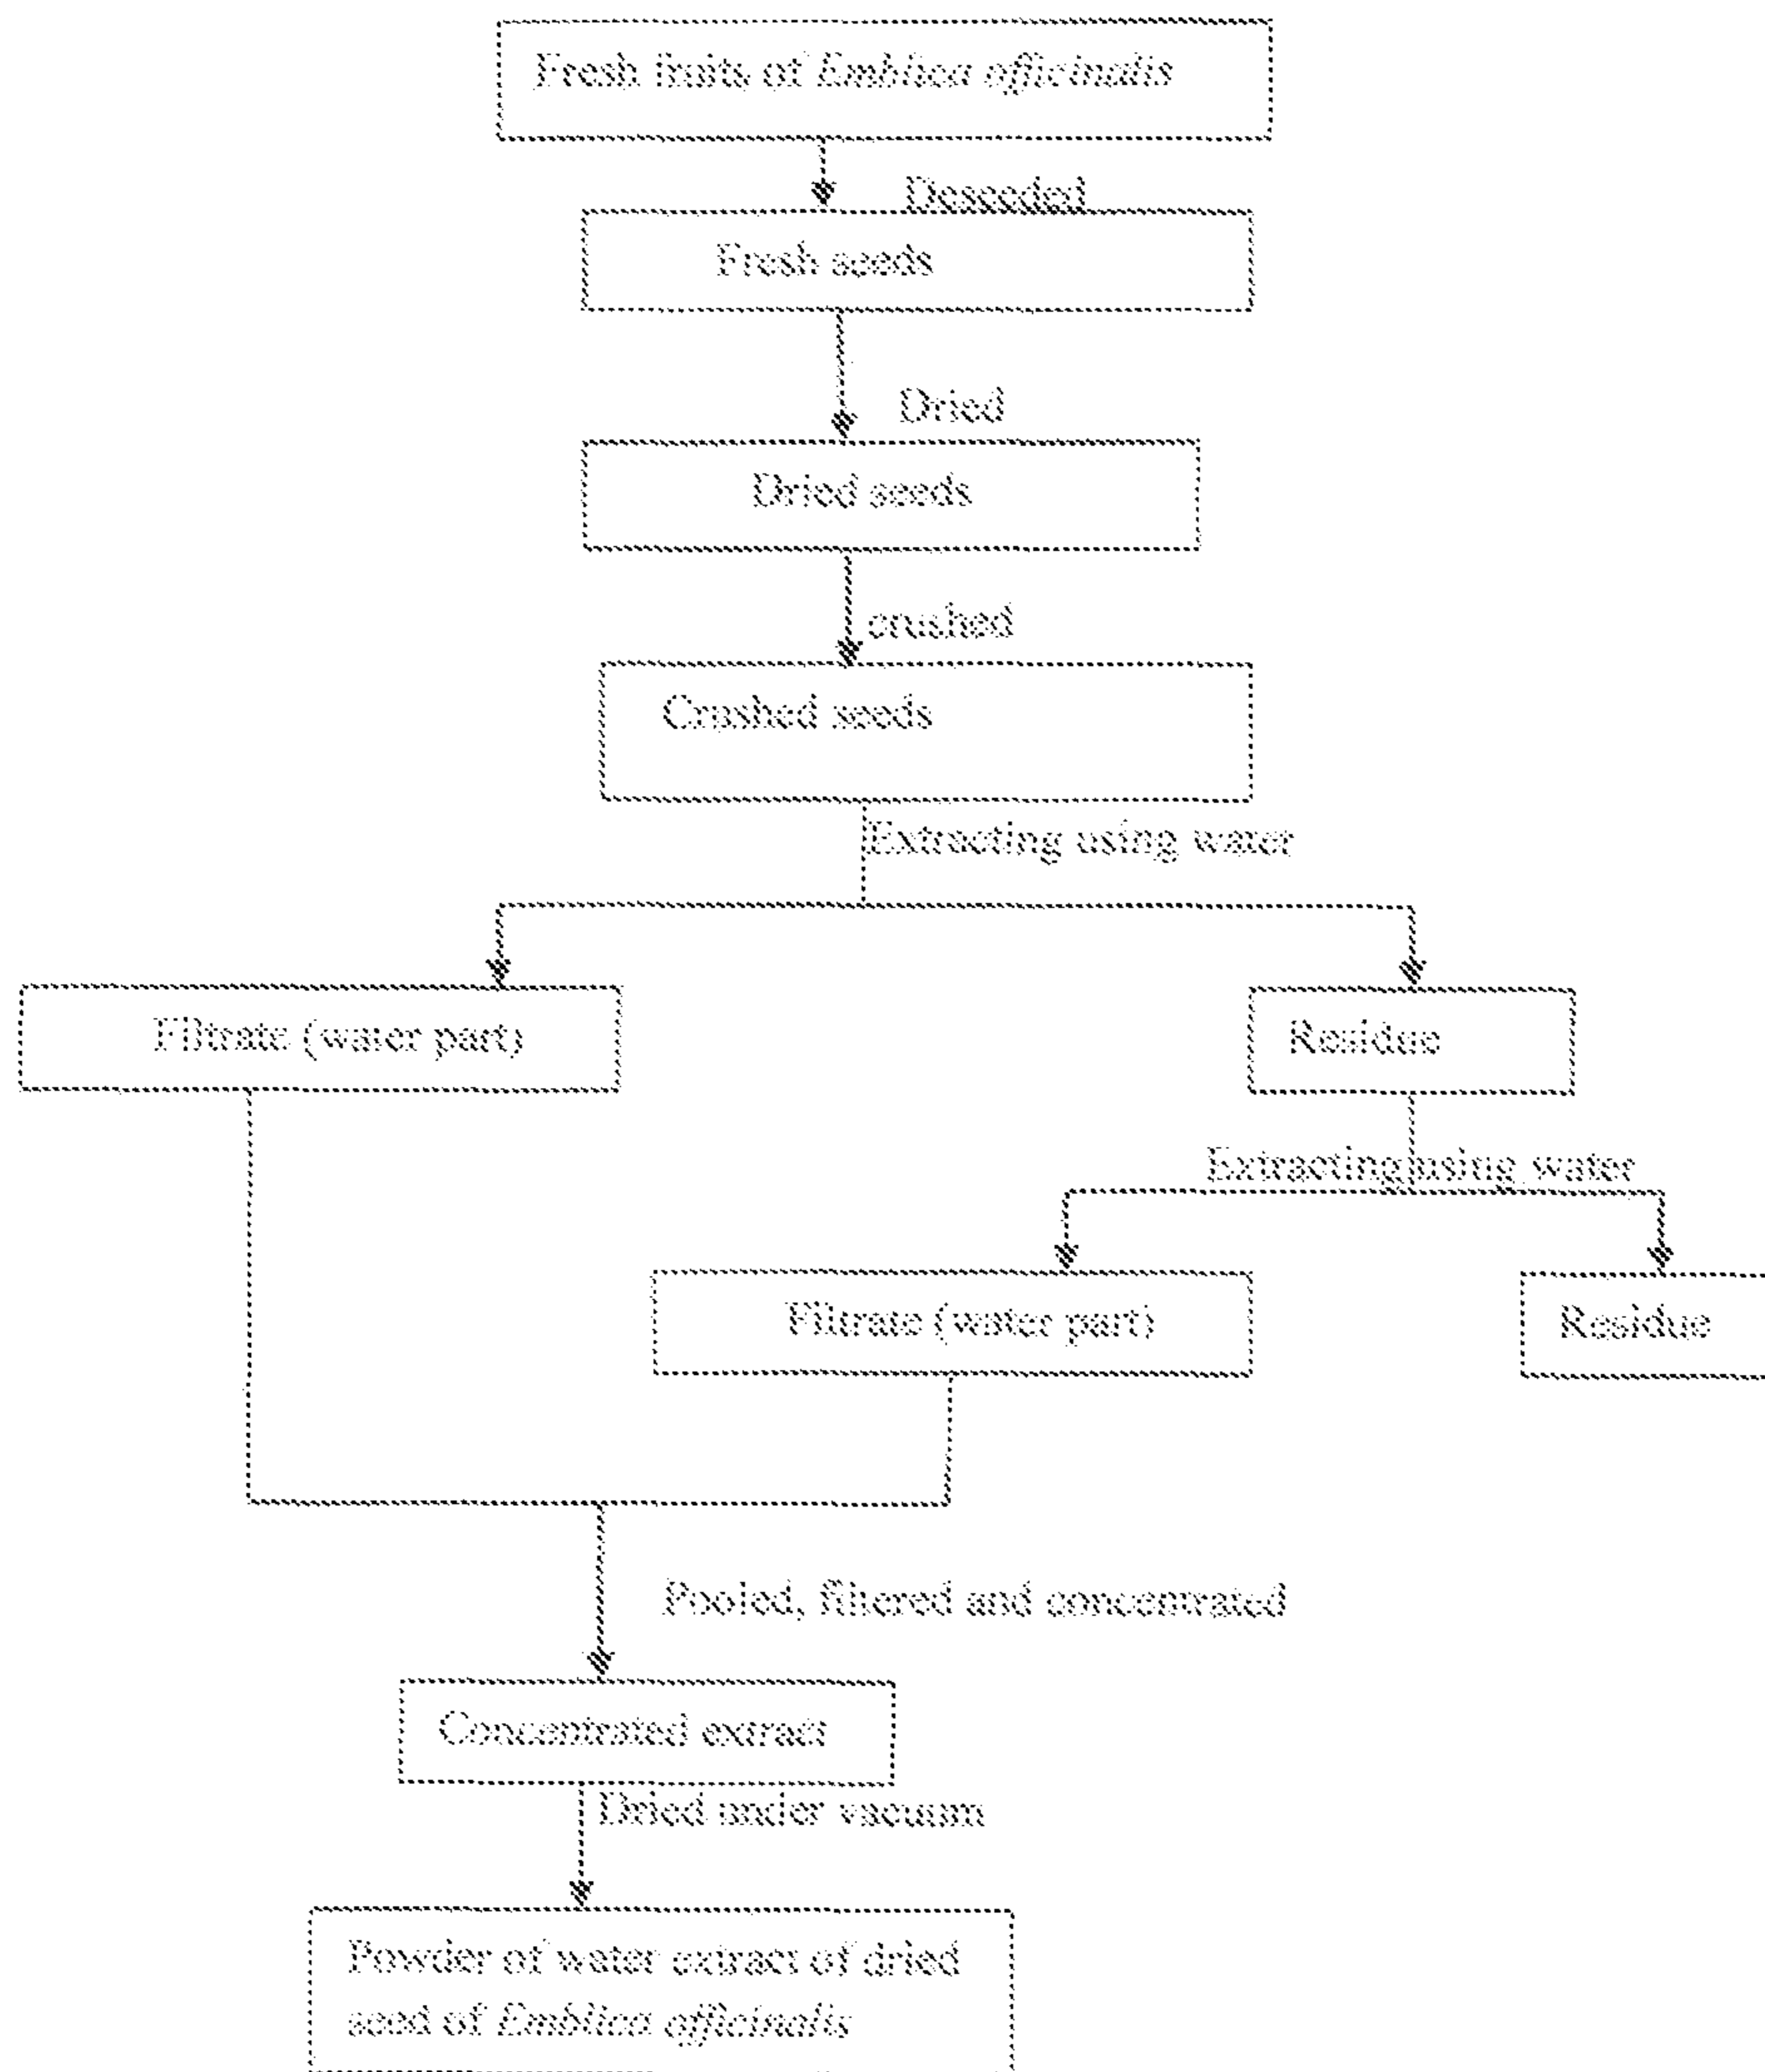 Fresh fruits of Emblica officinalis
Deseeded
Fresh seeds
Dried
Dried seeds
crushed
Crushed seeds
Extracting using water
Filtrate (water part)
Residue
Extracting using water
Filtrate (water part)
Residue
Pooled, filtered and concentrated
Concentrated extract
Dried under vacuum
Powder of water extract of dried
seed of Emblica officinalis